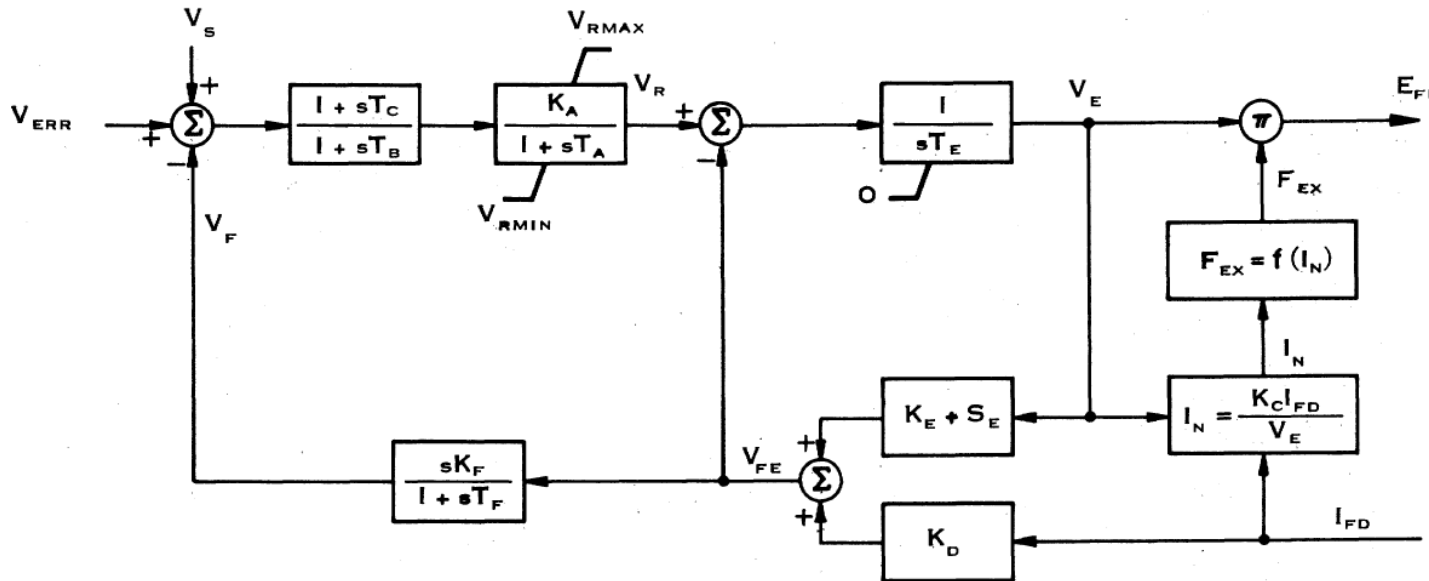 V_S
V_RMAX
V_ERR
+
+
−
Σ
1 + sT_C
1 + sT_B
K_A
1 + sT_A
V_R
V_RMIN
+
−
Σ
1
sT_E
0
V_E
π
E_F
F_EX
F_EX = f (I_N)
I_N
I_N = K_C I_FD
V_E
V_F
sK_F
1 + sT_F
V_FE
+
+
Σ
K_E + S_E
K_D
I_FD